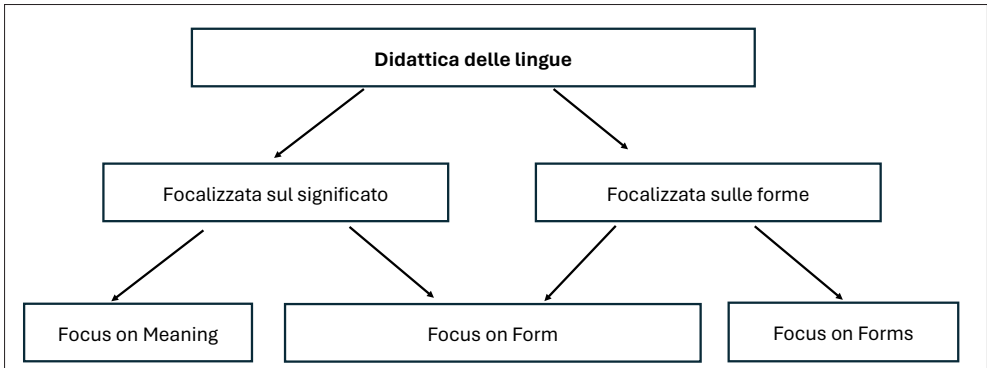 Didattica delle lingue
Focalizzata sul significato
Focalizzata sulle forme
Focus on Meaning
Focus on Form
Focus on Forms